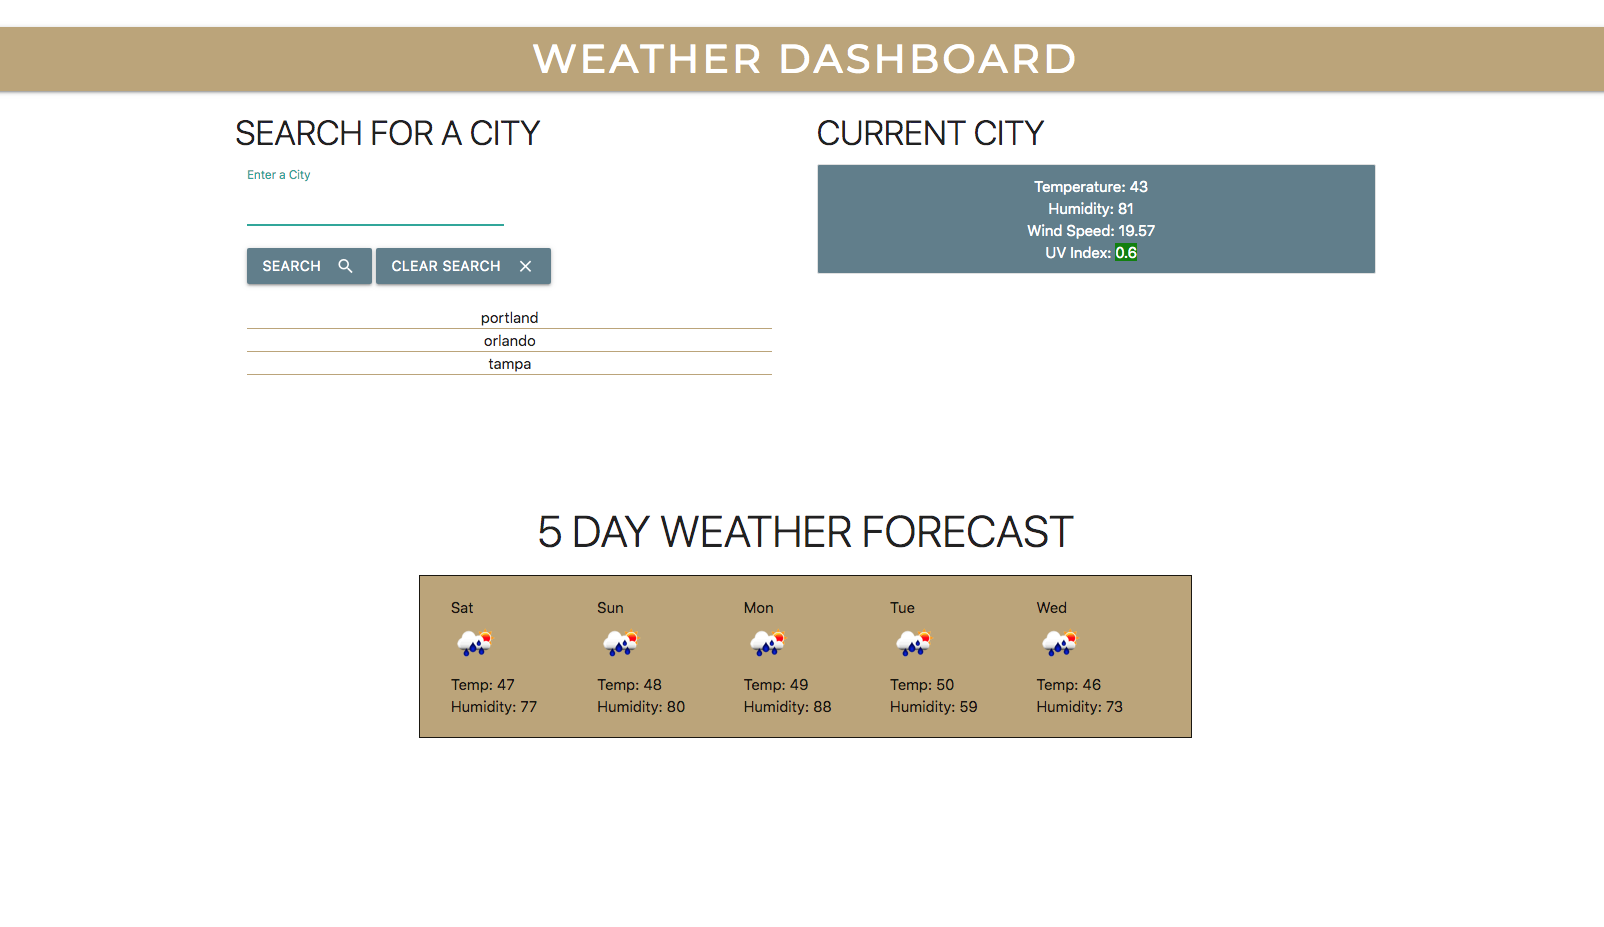 WEATHER DASHBOARD
SEARCH FOR A CITY
Enter a City
SEARCH
CLEAR SEARCH
portland
orlando
tampa
CURRENT CITY
Temperature: 43
Humidity: 81
Wind Speed: 19.57
UV Index: 0.6
5 DAY WEATHER FORECAST
Sat
Temp: 47
Humidity: 77
Sun
Temp: 48
Humidity: 80
Mon
Temp: 49
Humidity: 88
Tue
Temp: 50
Humidity: 59
Wed
Temp: 46
Humidity: 73